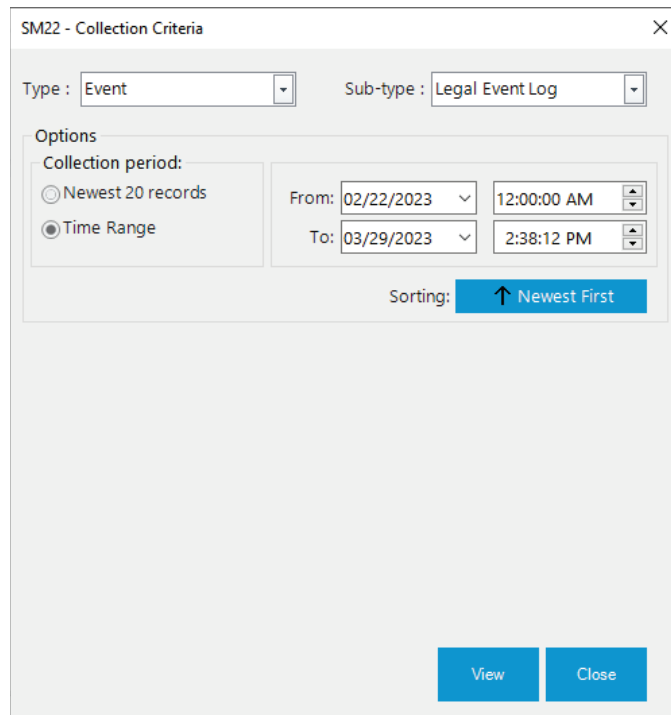 SM22 - Collection Criteria
Type : Event Sub-type : Legal Event Log
Options
Collection period:
Newest 20 records
Time Range
From: 02/22/2023 12:00:00 AM
To: 03/29/2023 2:38:12 PM
Sorting: ↑ Newest First
View Close